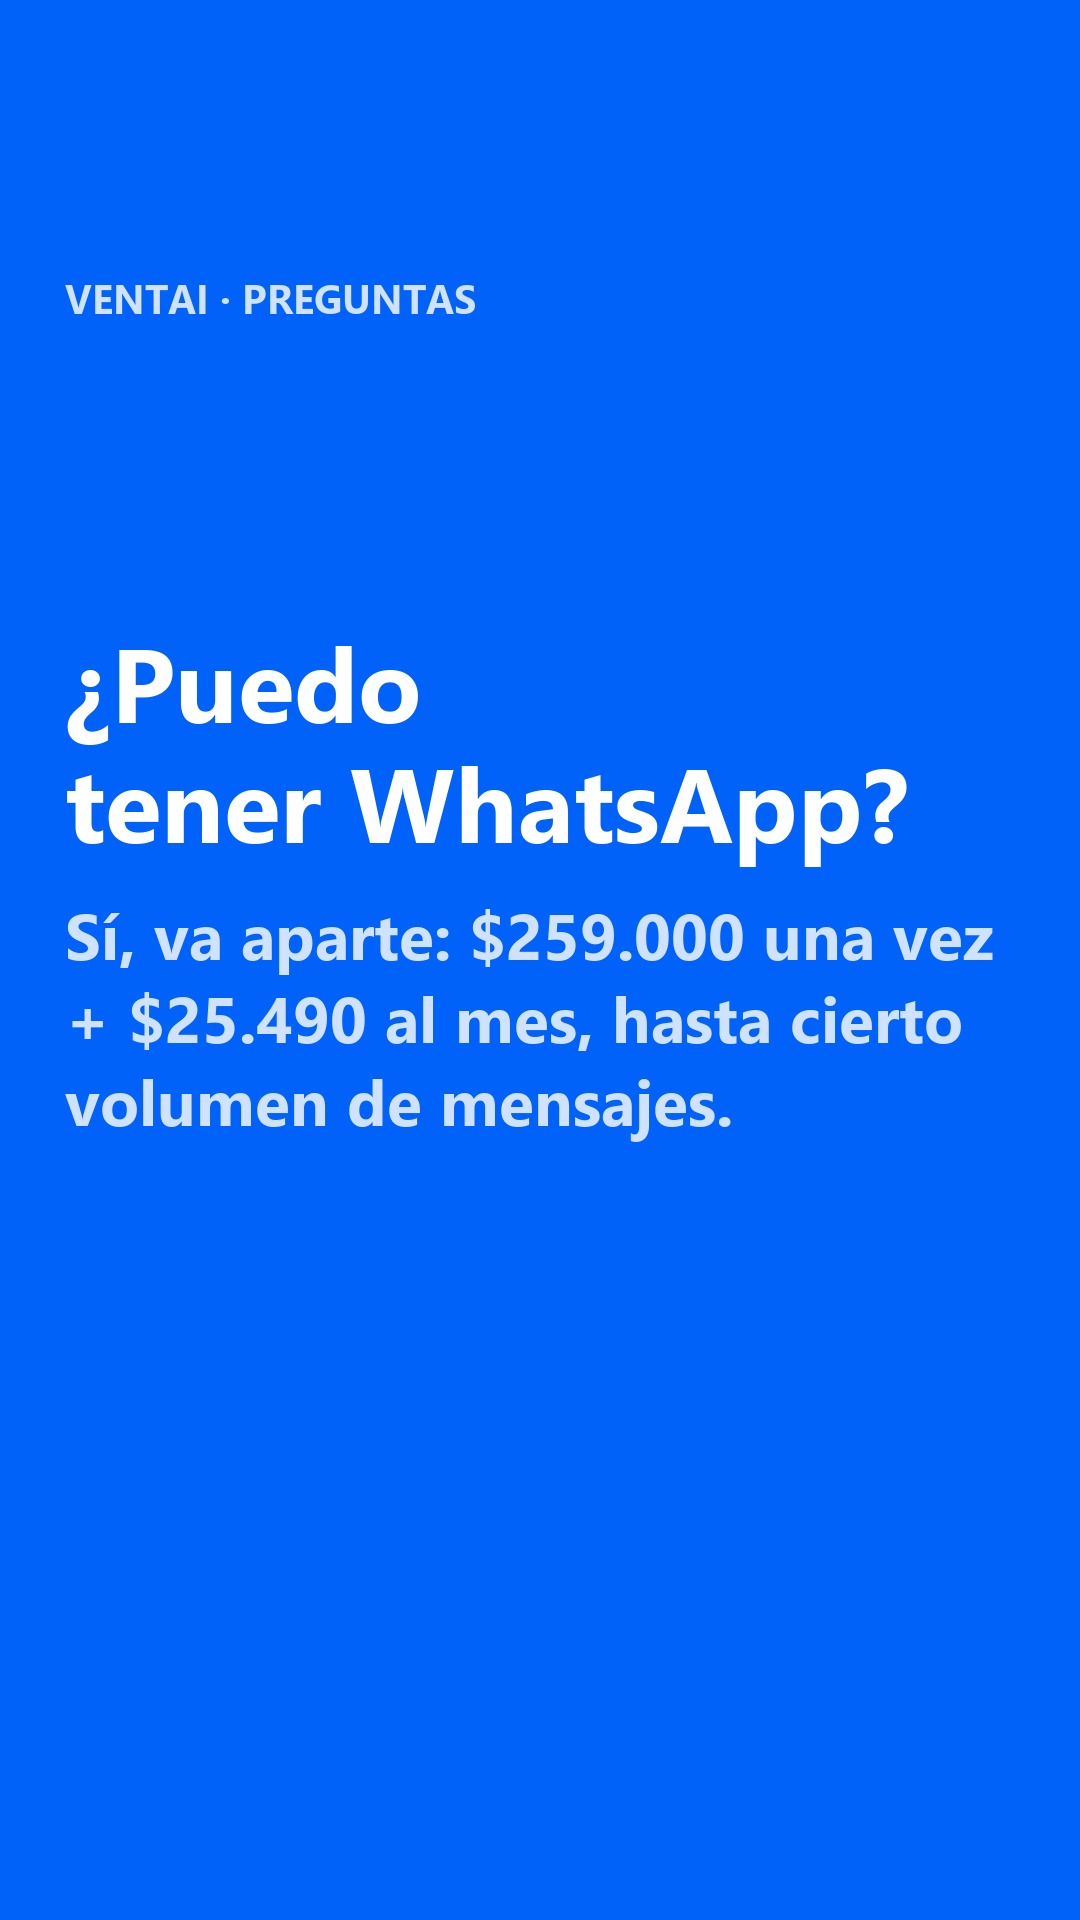 VENTAI · PREGUNTAS
¿Puedo
tener WhatsApp?
Sí, va aparte: $259.000 una vez
+ $25.490 al mes, hasta cierto
volumen de mensajes.